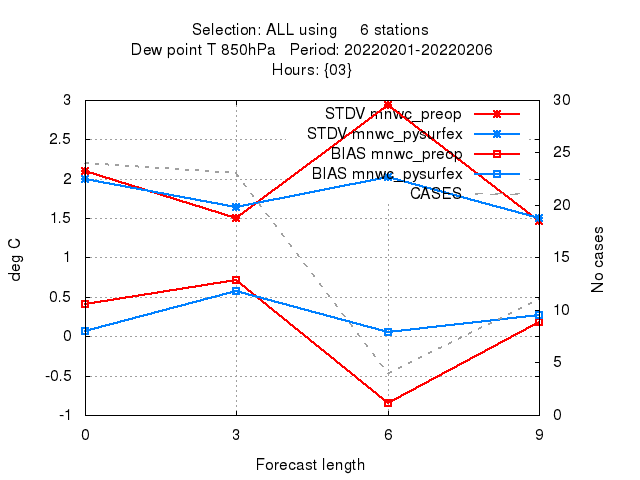 Selection: ALL using 6 stations
Dew point T 850hPa Period: 20220201-20220206
Hours: {03}
STDV mnwc_preop
STDV mnwc_pysurfex
BIAS mnwc_preop
BIAS mnwc_pysurfex
CASES
deg C
3
2.5
2
1.5
1
0.5
0
-0.5
-1
30
25
20
15
10
5
0
No cases
0 3 6 9
Forecast length